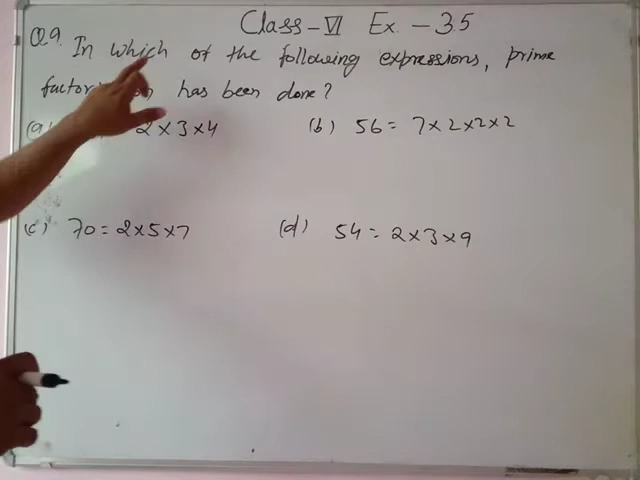 Class - VI Ex. - 3.5
Q9. In which of the following expressions, prime
has been done?
(a) 2×3×4
(b) 56 = 7×2×2×2
(c) 70 = 2×5×7
(d) 54 = 2×3×9